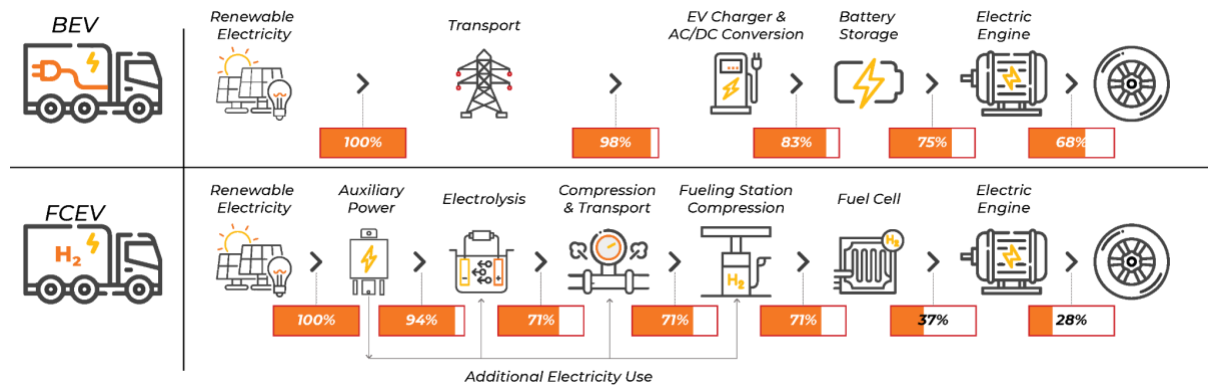 BEV
Renewable
Electricity
Transport
EV Charger &
AC/DC Conversion
Battery
Storage
Electric
Engine
100%
98%
83%
75%
68%
FCEV
H₂
Renewable
Electricity
Auxiliary
Power
Electrolysis
Compression
& Transport
Fueling Station
Compression
Fuel Cell
Electric
Engine
H₂
H₂
100%
94%
71%
71%
71%
37%
28%
Additional Electricity Use